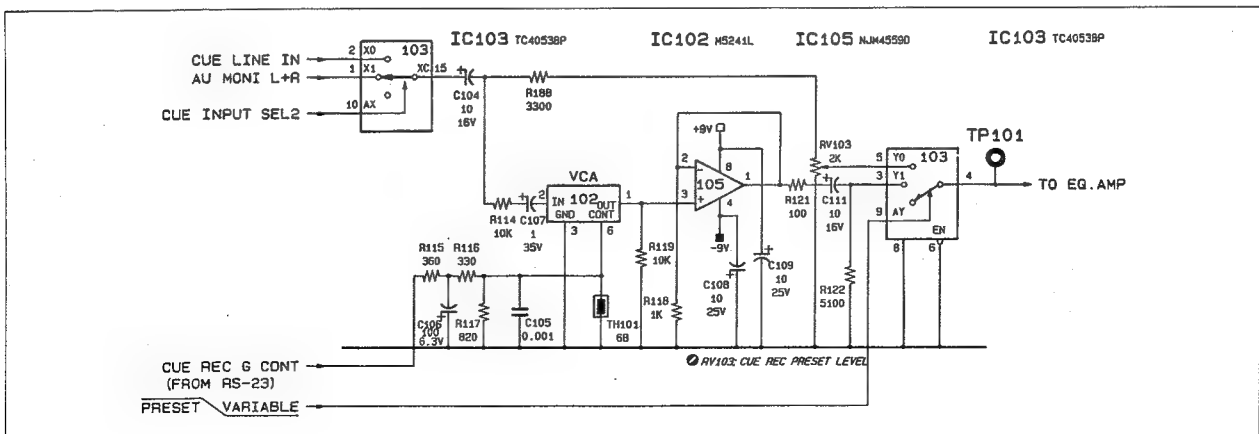 IC103 TC4053BP
IC102 M5241L
IC105 NJM4559D
IC103 TC4053BP
CUE LINE IN
AU MONI L+R
CUE INPUT SEL2
2 X0
1 X1
10 AX
103
XC 15
C104
10
16V
R188
3300
R114
10K
C107
1
35V
VCA
2 IN
102
OUT 1
GND
CONT
3
6
R115
360
R116
330
C106
100
6.3V
R117
820
C105
0.001
TH101
6B
R119
10K
R118
1K
+9V
8
2
-
105
3
+
1
4
-9V
C108
10
25V
C109
10
25V
RV103
2K
R121
100
C111
10
16V
R122
5100
5 Y0
3 Y1
9 AY
103
4
EN
8
6
TP101
TO EQ.AMP
RV103: CUE REC PRESET LEVEL
CUE REC G CONT
(FROM RS-23)
PRESET VARIABLE